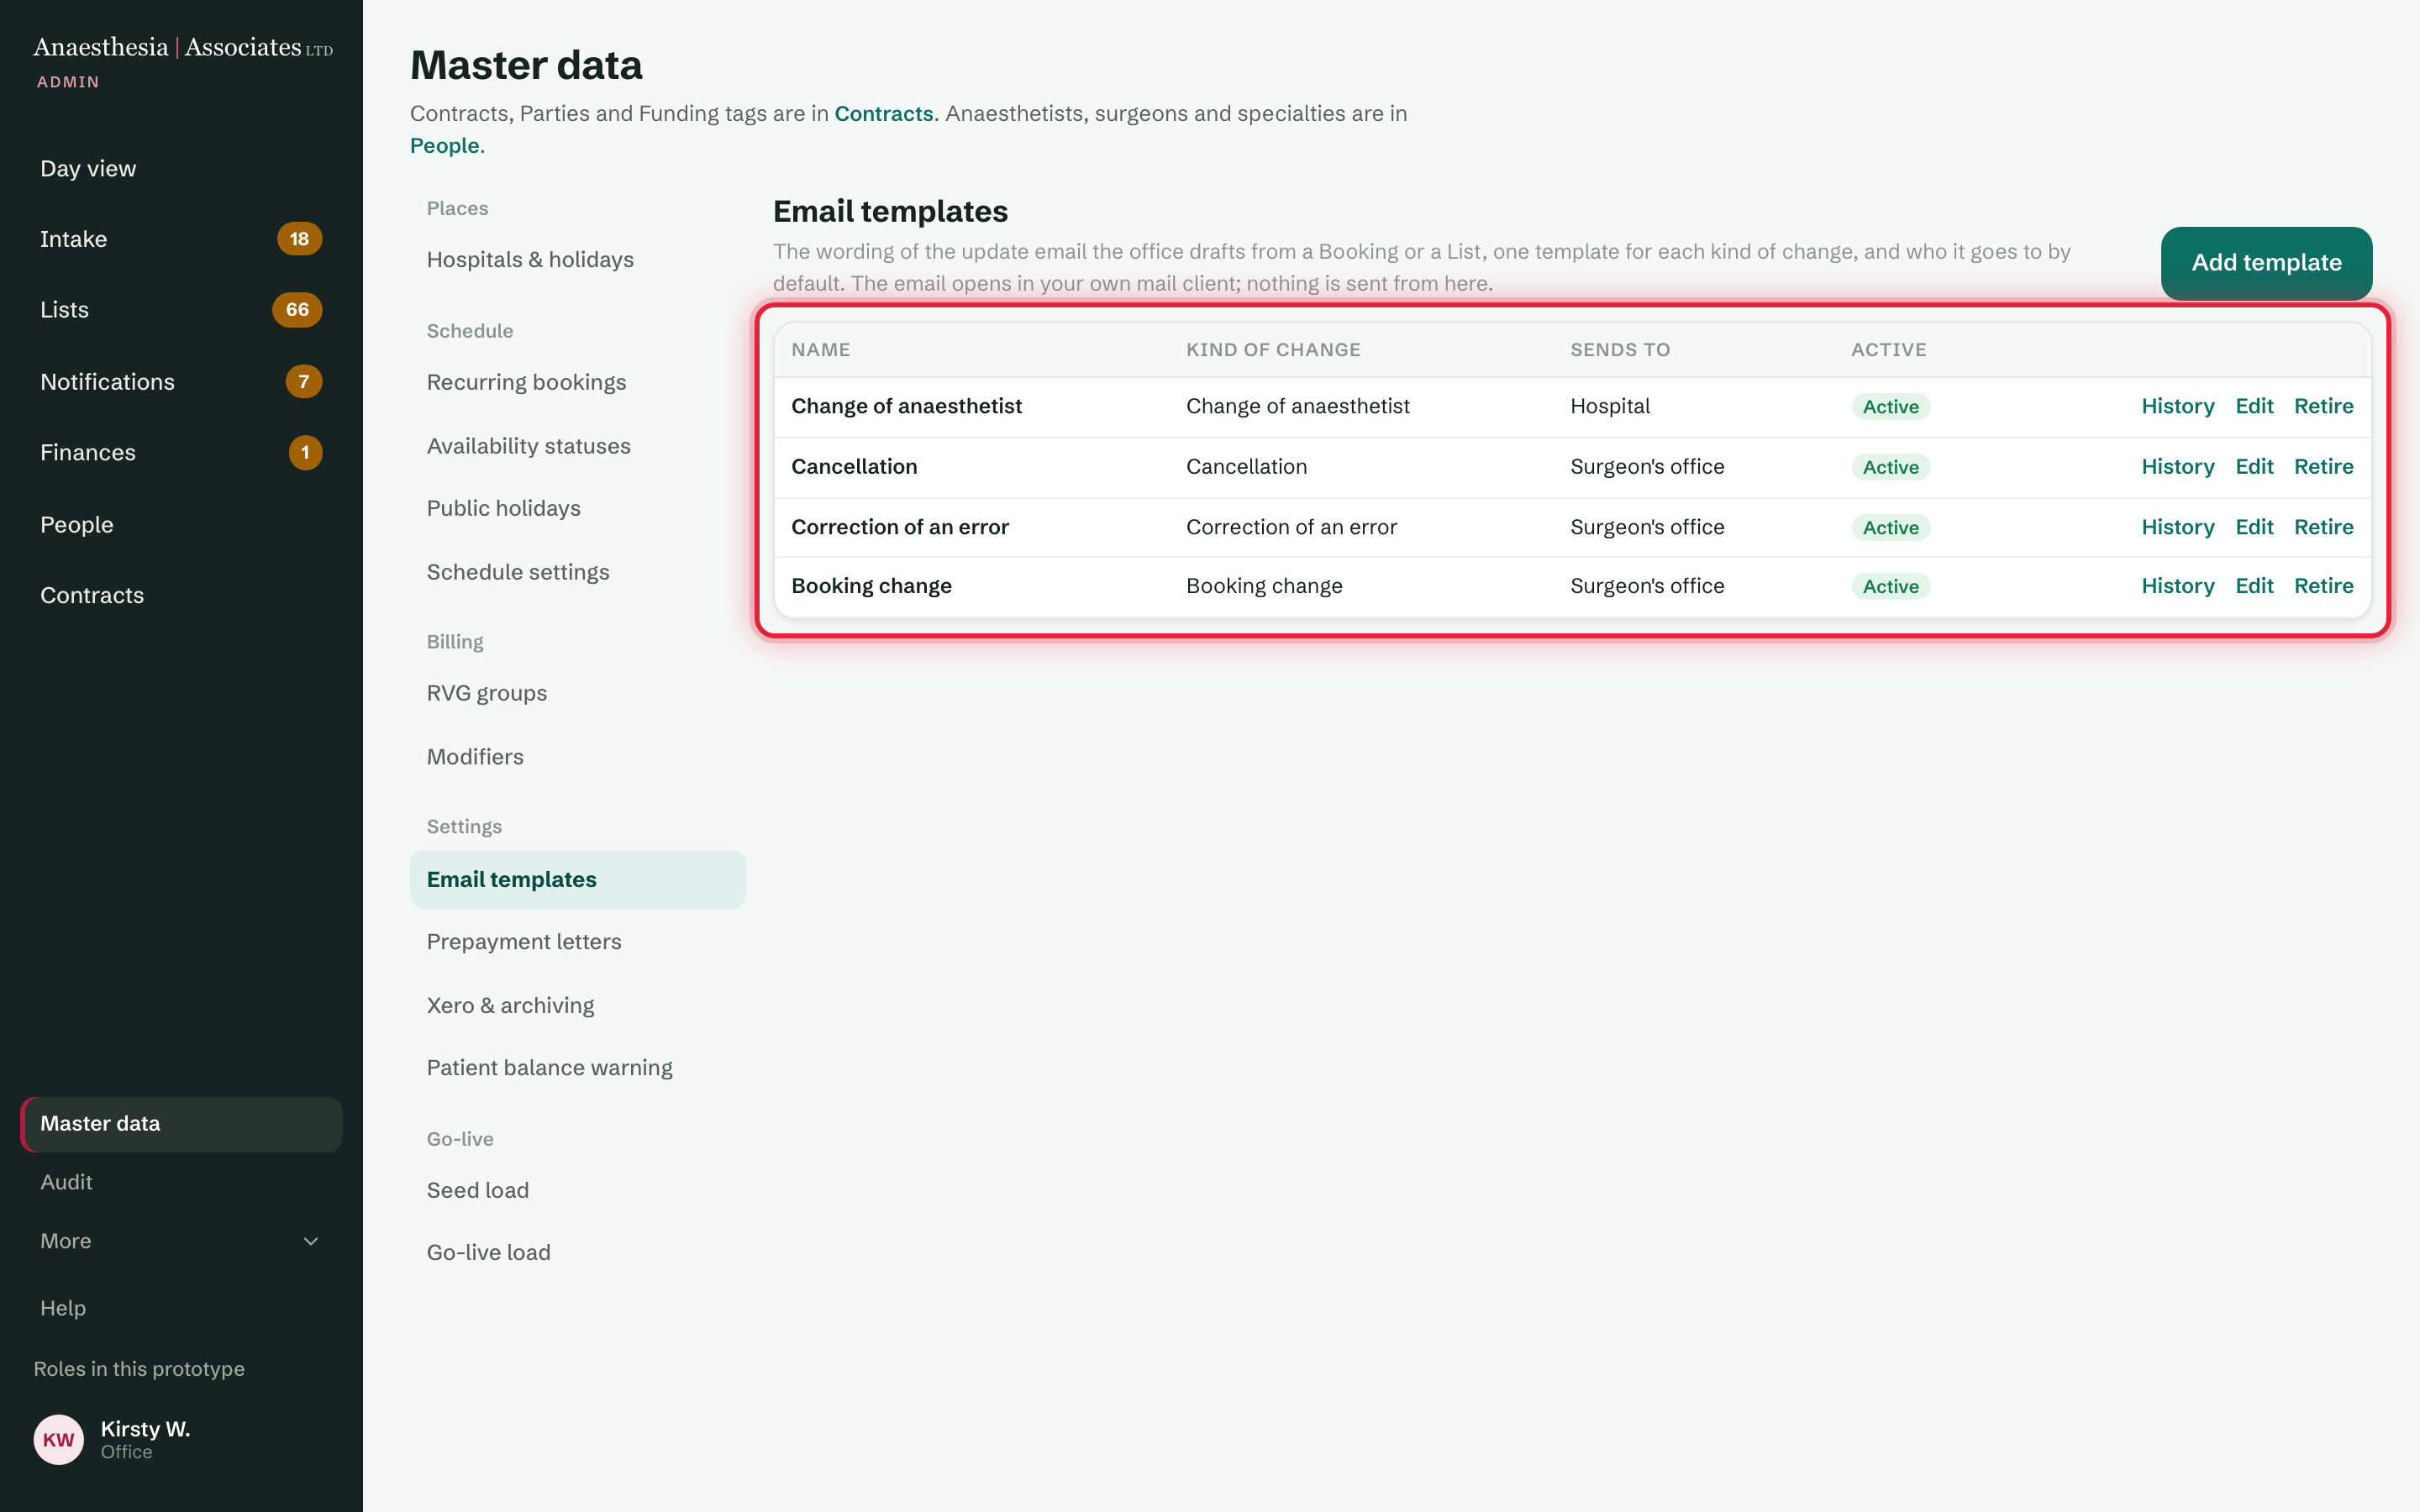 Anaesthesia | Associates LTD
ADMIN
Day view
Intake 18
Lists 66
Notifications 7
Finances 1
People
Contracts
Master data
Audit
More
Help
Roles in this prototype
KW
Kirsty W.
Office
Master data
Contracts, Parties and Funding tags are in Contracts. Anaesthetists, surgeons and specialties are in
People.
Places
Hospitals & holidays
Schedule
Recurring bookings
Availability statuses
Public holidays
Schedule settings
Billing
RVG groups
Modifiers
Settings
Email templates
Prepayment letters
Xero & archiving
Patient balance warning
Go-live
Seed load
Go-live load
Email templates
The wording of the update email the office drafts from a Booking or a List, one template for each kind of change, and who it goes to by
default. The email opens in your own mail client; nothing is sent from here.
Add template
NAME KIND OF CHANGE SENDS TO ACTIVE
Change of anaesthetist Change of anaesthetist Hospital Active History Edit Retire
Cancellation Cancellation Surgeon's office Active History Edit Retire
Correction of an error Correction of an error Surgeon's office Active History Edit Retire
Booking change Booking change Surgeon's office Active History Edit Retire